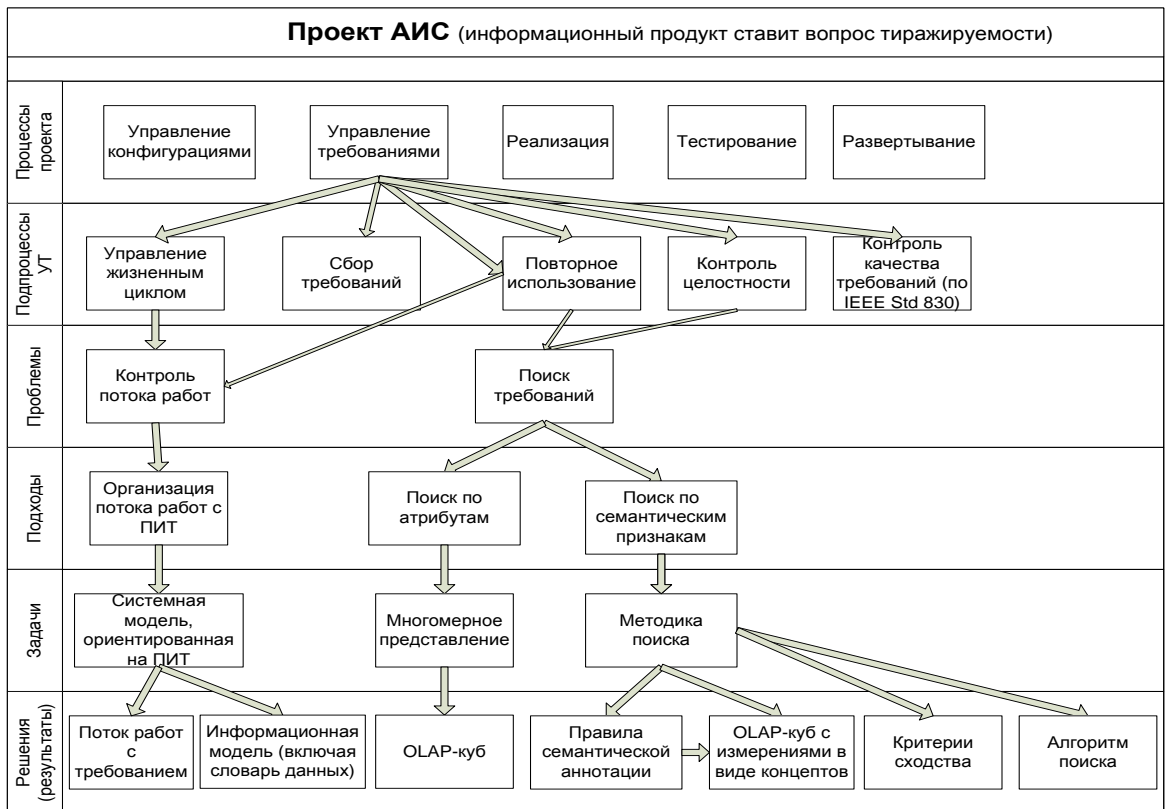 Проект АИС (информационный продукт ставит вопрос тиражируемости)
Процессы
проекта
Управление
конфигурациями
Управление
требованиями
Реализация
Тестирование
Развертывание
Подпроцессы
УТ
Управление
жизненным
циклом
Сбор
требований
Повторное
использование
Контроль
целостности
Контроль
качества
требований (по
IEEE Std 830)
Проблемы
Контроль
потока работ
Поиск
требований
Подходы
Организация
потока работ с
ПИТ
Поиск по
атрибутам
Поиск по
семантическим
признакам
Задачи
Системная
модель,
ориентированная
на ПИТ
Многомерное
представление
Методика
поиска
Решения
(результаты)
Поток работ
с
требованием
Информационная
модель (включая
словарь данных)
OLAP-куб
Правила
семантической
аннотации
OLAP-куб с
измерениями в
виде концептов
Критерии
сходства
Алгоритм
поиска